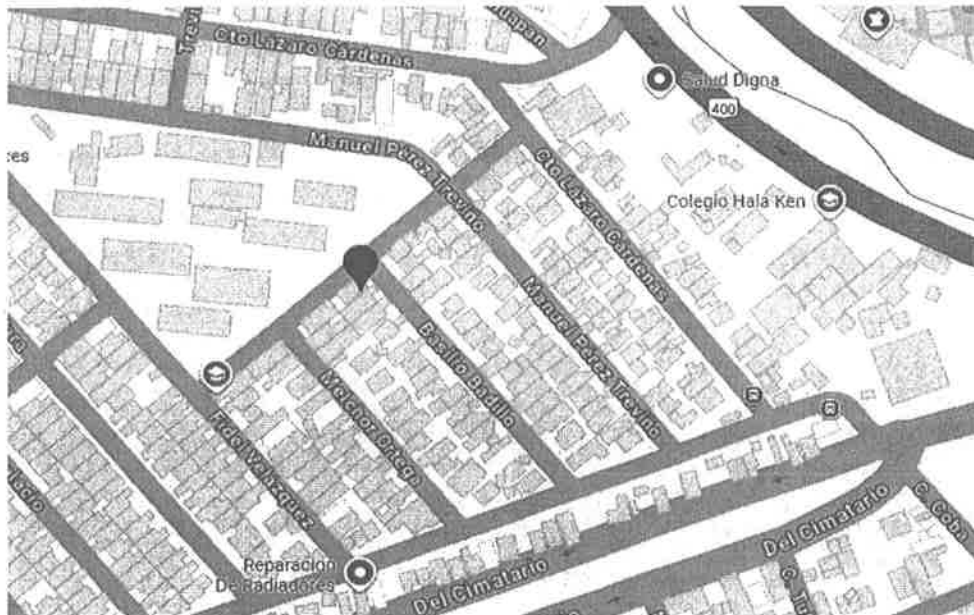 Cto Lázaro Cárdenas
Manuel Pérez Treviño
Salud Digna
400
Colegio Hala Ken
Cto Lázaro Cárdenas
Manuel Pérez Treviño
Basilio Badillo
Melchor Ortega
Fidel Velázquez
Reparación
De Radiadores
Del Cimatario
Del Cimatario
C. Coba